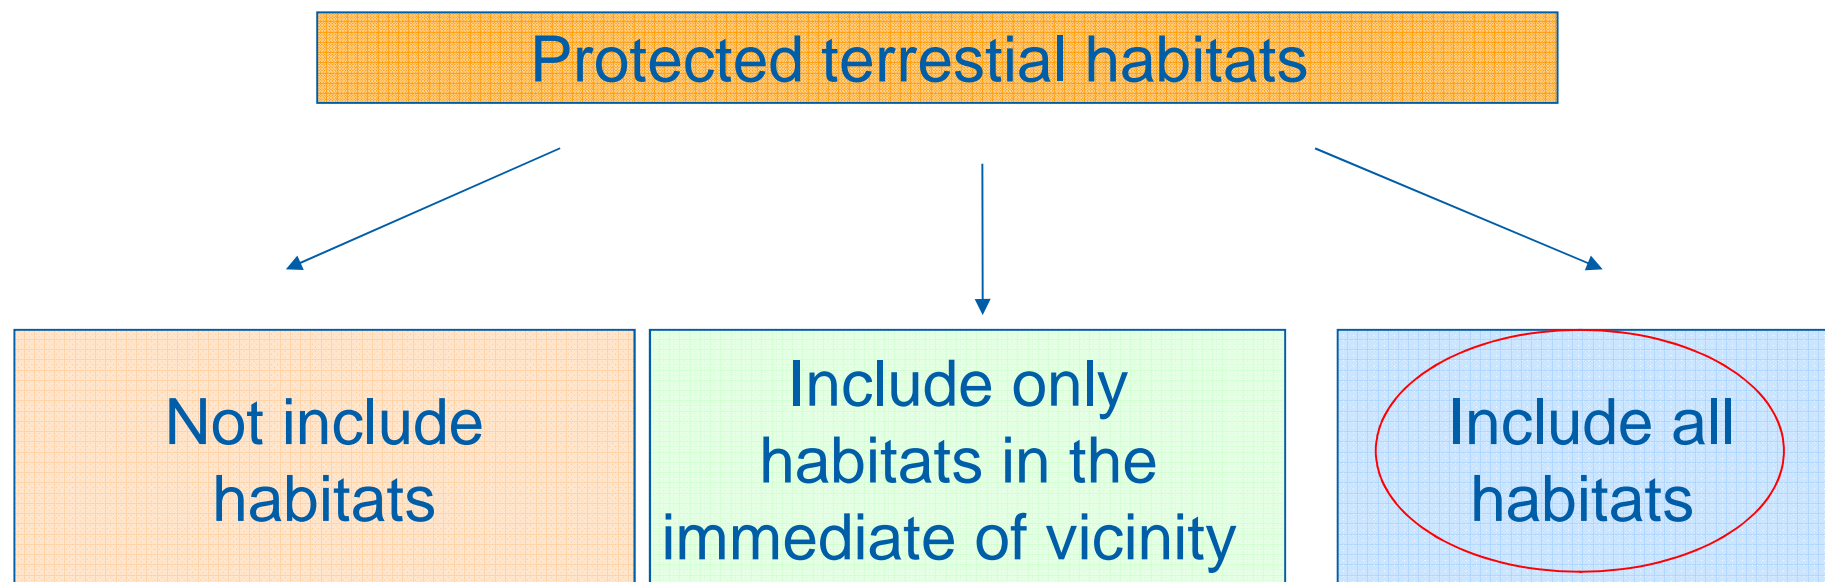 Protected terrestial habitats
Not include
habitats
Include only
habitats in the
immediate of vicinity
Include all
habitats